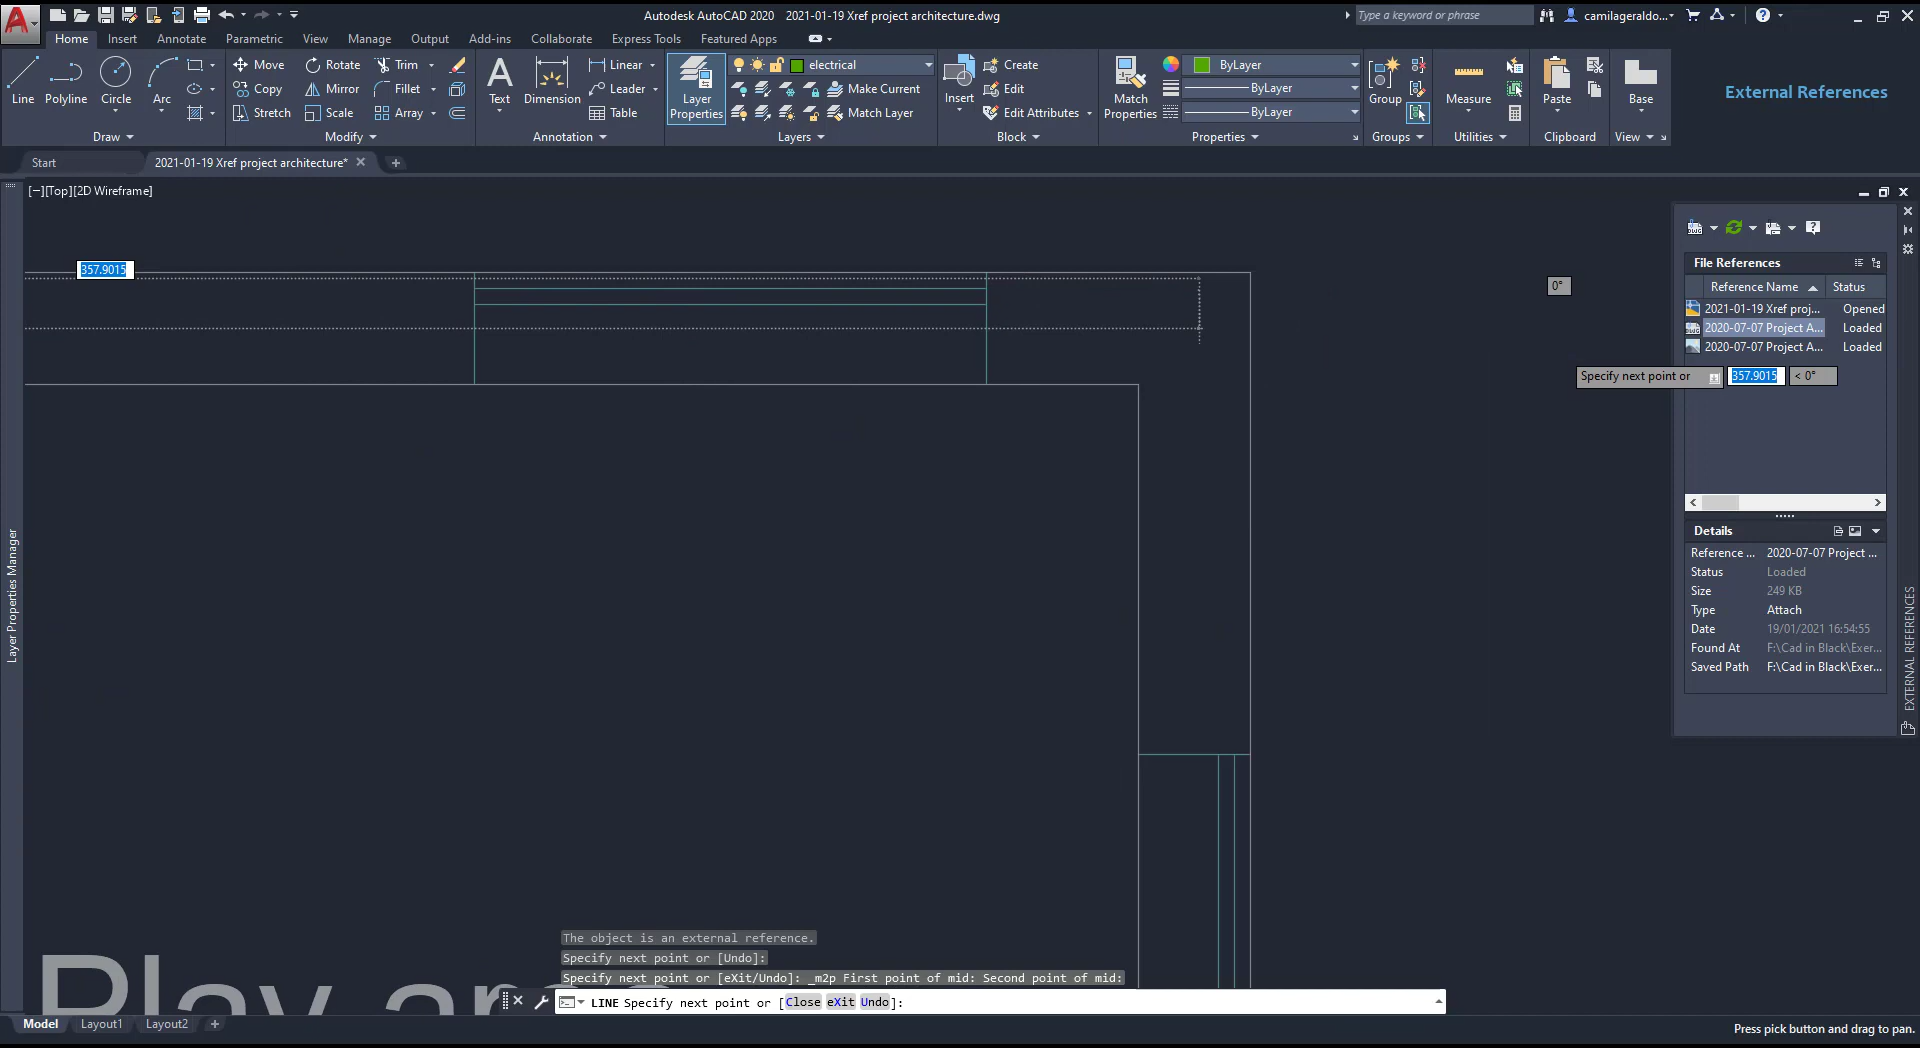 Autodesk AutoCAD 2020 2021-01-19 Xref project architecture.dwg
Type a keyword or phrase
camilageraldo...
Home Insert Annotate Parametric View Manage Output Add-ins Collaborate Express Tools Featured Apps
Line Polyline Circle Arc
Move Rotate Trim
Copy Mirror Fillet
Stretch Scale Array
Text Dimension
Linear
Leader
Table
Layer
Properties
electrical
Make Current
Match Layer
Insert
Create
Edit
Edit Attributes
Match
Properties
ByLayer
ByLayer
ByLayer
Group
Measure
Paste
Base
Draw Modify Annotation Layers Block Properties Groups Utilities Clipboard View
External References
Start 2021-01-19 Xref project architecture*
[−][Top][2D Wireframe]
357.9015
0°
Specify next point or 357.9015 < 0°
File References
Reference Name Status
2021-01-19 Xref proj... Opened
2020-07-07 Project A... Loaded
2020-07-07 Project A... Loaded
Details
Reference ... 2020-07-07 Project ...
Status Loaded
Size 249 KB
Type Attach
Date 19/01/2021 16:54:55
Found At F:\Cad in Black\Exer...
Saved Path F:\Cad in Black\Exer...
EXTERNAL REFERENCES
Layer Properties Manager
The object is an external reference.
Specify next point or [Undo]:
Specify next point or [eXit/Undo]: _m2p First point of mid: Second point of mid:
LINE Specify next point or [Close eXit Undo]:
Play
Model Layout1 Layout2
Press pick button and drag to pan.